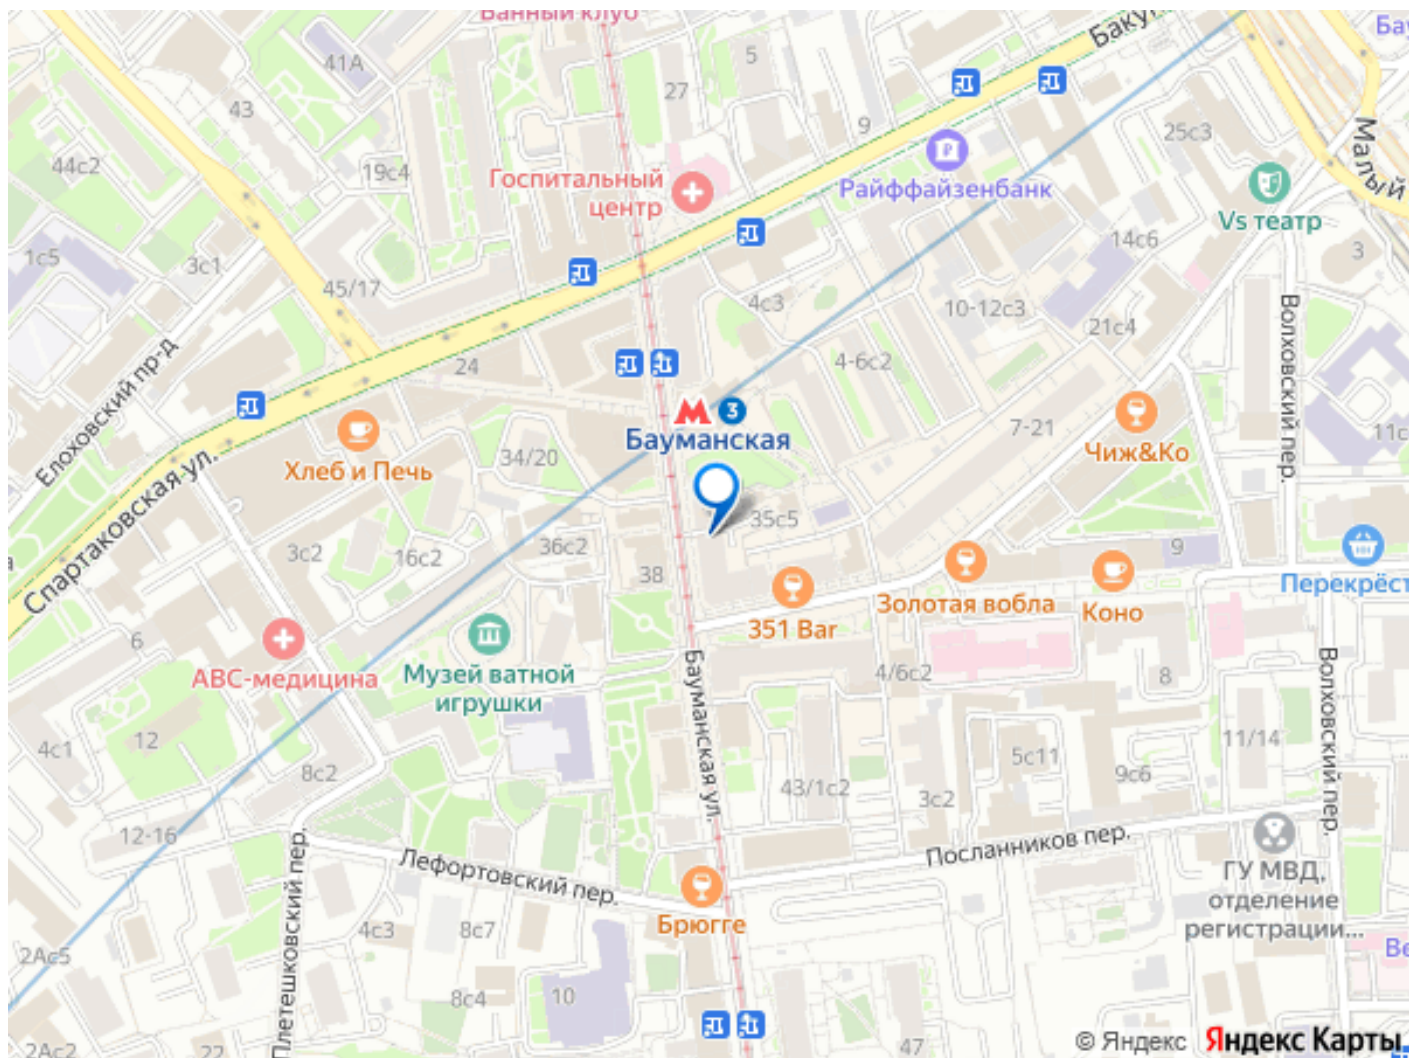 Банный клуб
41А
5
27
43
9
25с3
44с2
19с4
Госпитальный
центр
Райффайзенбанк
Малый
Vs театр
1с5
3с1
14с6
3
45/17
4с3
10-12с3
21с4
Волховский пер.
Елоховский пр-д
24
4-6с2
М 3
Бауманская
7-21
Чиж&Ко
Хлеб и Печь
34/20
Спартаковская ул.
35с5
3с2
16с2
36с2
38
9
Перекрёст
351 Bar
Золотая вобла
Коно
6
АВС-медицина
Музей ватной
игрушки
Бауманская ул.
4/6с2
8
Волховский пер.
4с1
12
8с2
5с11
11/14
9с6
43/1с2
3с2
12-16
Плетешковский пер.
Лефортовский пер.
Посланников пер.
ГУ МВД,
отделение
регистрации...
Брюгге
4с3
8с7
2Ас5
8с4
10
2Ас2
22
47
© Яндекс Яндекс Карты